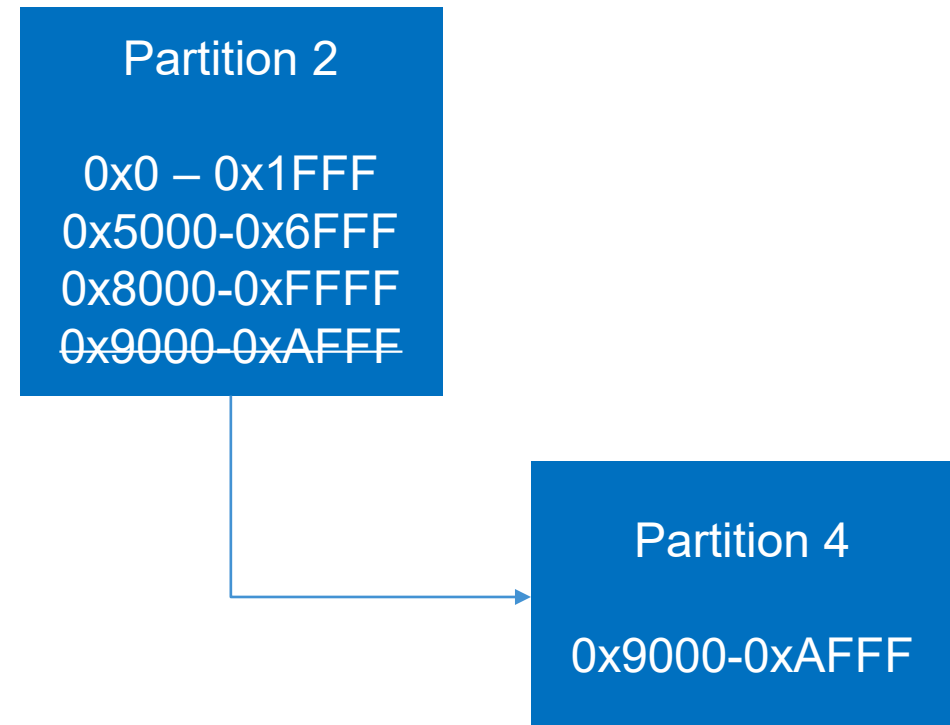 Partition 2
0x0 – 0x1FFF
0x5000-0x6FFF
0x8000-0xFFFF
0x9000-0xAFFF
Partition 4
0x9000-0xAFFF